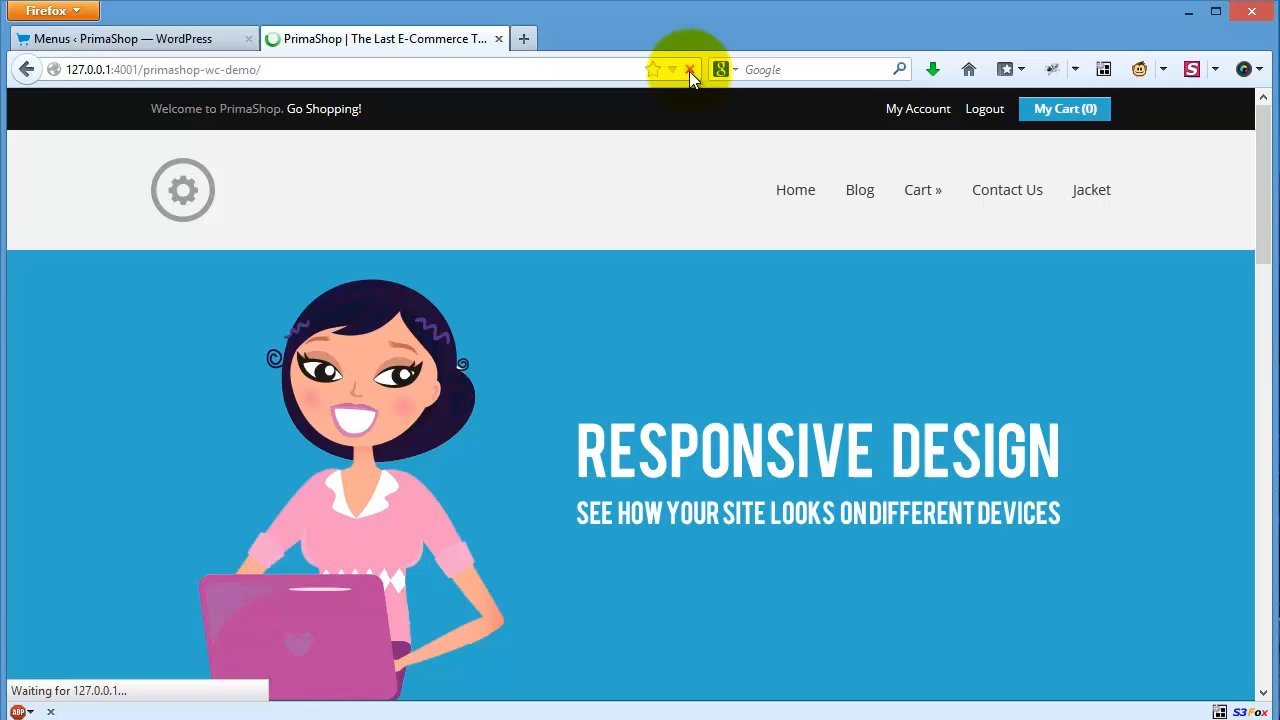 Firefox
Menus ‹ PrimaShop — WordPress
PrimaShop | The Last E-Commerce T...
127.0.0.1:4001/primashop-wc-demo/
Google
Welcome to PrimaShop. Go Shopping!
My Account
Logout
My Cart (0)
Home
Blog
Cart »
Contact Us
Jacket
RESPONSIVE DESIGN
SEE HOW YOUR SITE LOOKS ON DIFFERENT DEVICES
Waiting for 127.0.0.1...
ABP
S3Fox